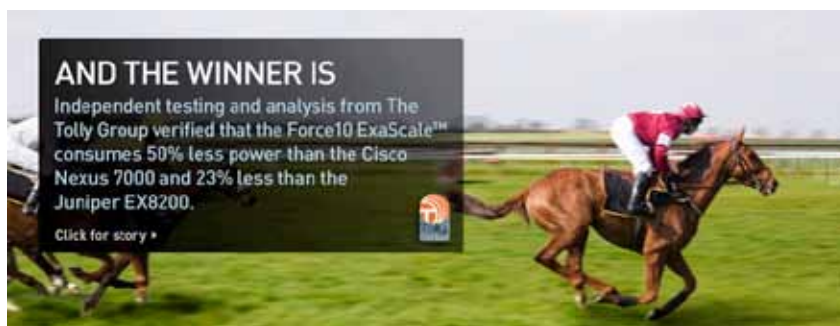 AND THE WINNER IS
Independent testing and analysis from The
Tolly Group verified that the Force10 ExaScale™
consumes 50% less power than the Cisco
Nexus 7000 and 23% less than the
Juniper EX8200.
Click for story ▸